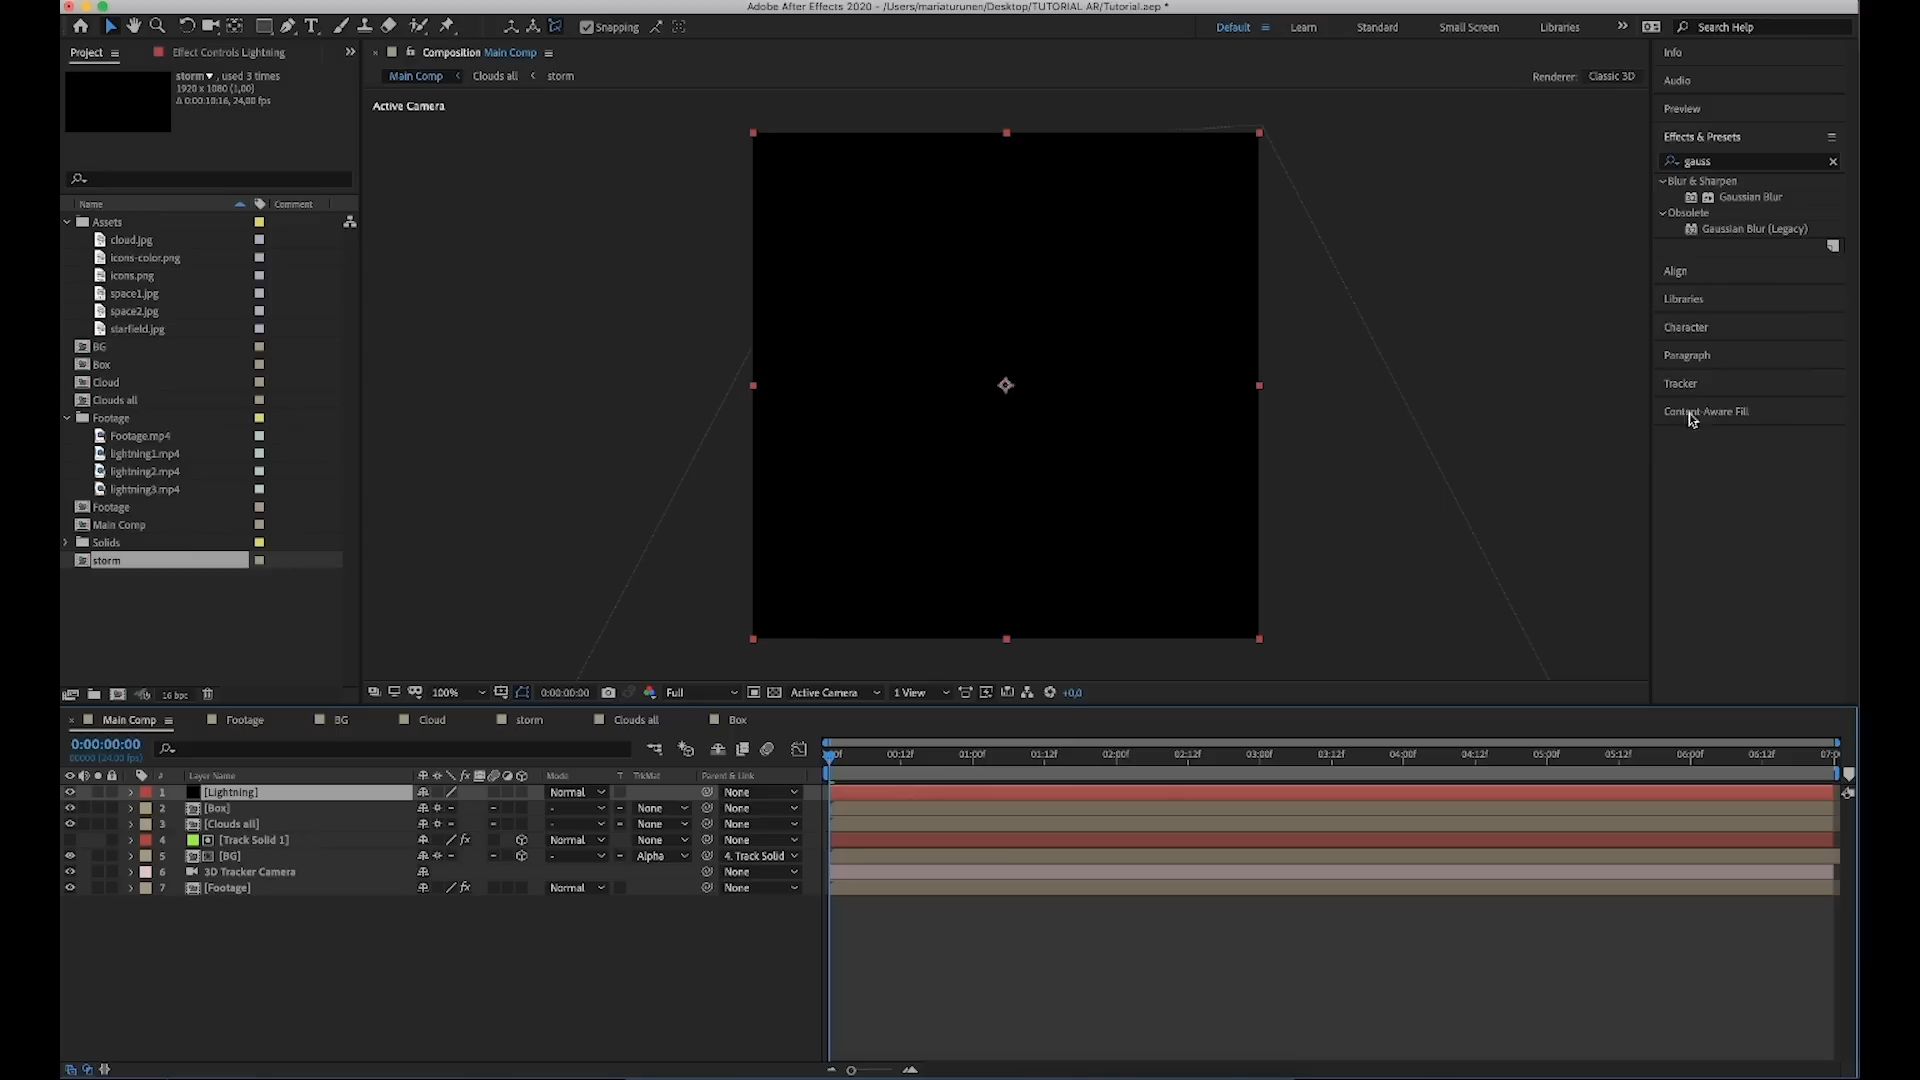 Adobe After Effects 2020 - /Users/mariaturunen/Desktop/TUTORIAL AR/Tutorial.aep *
Snapping
Default
Learn
Standard
Small Screen
Libraries
Search Help
Project
Effect Controls Lightning
Composition Main Comp
storm , used 3 times
1920 x 1080 (1,00)
Δ 0:00:10:16, 24,00 fps
Main Comp
Clouds all
storm
Renderer:
Classic 3D
Active Camera
Info
Audio
Preview
Effects & Presets
gauss
Blur & Sharpen
Gaussian Blur
Obsolete
Gaussian Blur (Legacy)
Align
Libraries
Character
Paragraph
Tracker
Content-Aware Fill
Name
Comment
Assets
cloud.jpg
icons-color.png
icons.png
space1.jpg
space2.jpg
starfield.jpg
BG
Box
Cloud
Clouds all
Footage
Footage.mp4
lightning1.mp4
lightning2.mp4
lightning3.mp4
Footage
Main Comp
Solids
storm
16 bpc
100%
0:00:00:00
Full
Active Camera
1 View
+0,0
Main Comp
Footage
BG
Cloud
storm
Clouds all
Box
0:00:00:00
00000 (24.00 fps)
00:12f 01:00f 01:12f 02:00f 02:12f 03:00f 03:12f 04:00f 04:12f 05:00f 05:12f 06:00f 06:12f 07:0
# Layer Name Mode T TrkMat Parent & Link
1 [Lightning] Normal None
2 [Box] - None None
3 [Clouds all] - None None
4 [Track Solid 1] Normal None None
5 [BG] - Alpha 4. Track Solid
6 3D Tracker Camera None
7 [Footage] Normal None